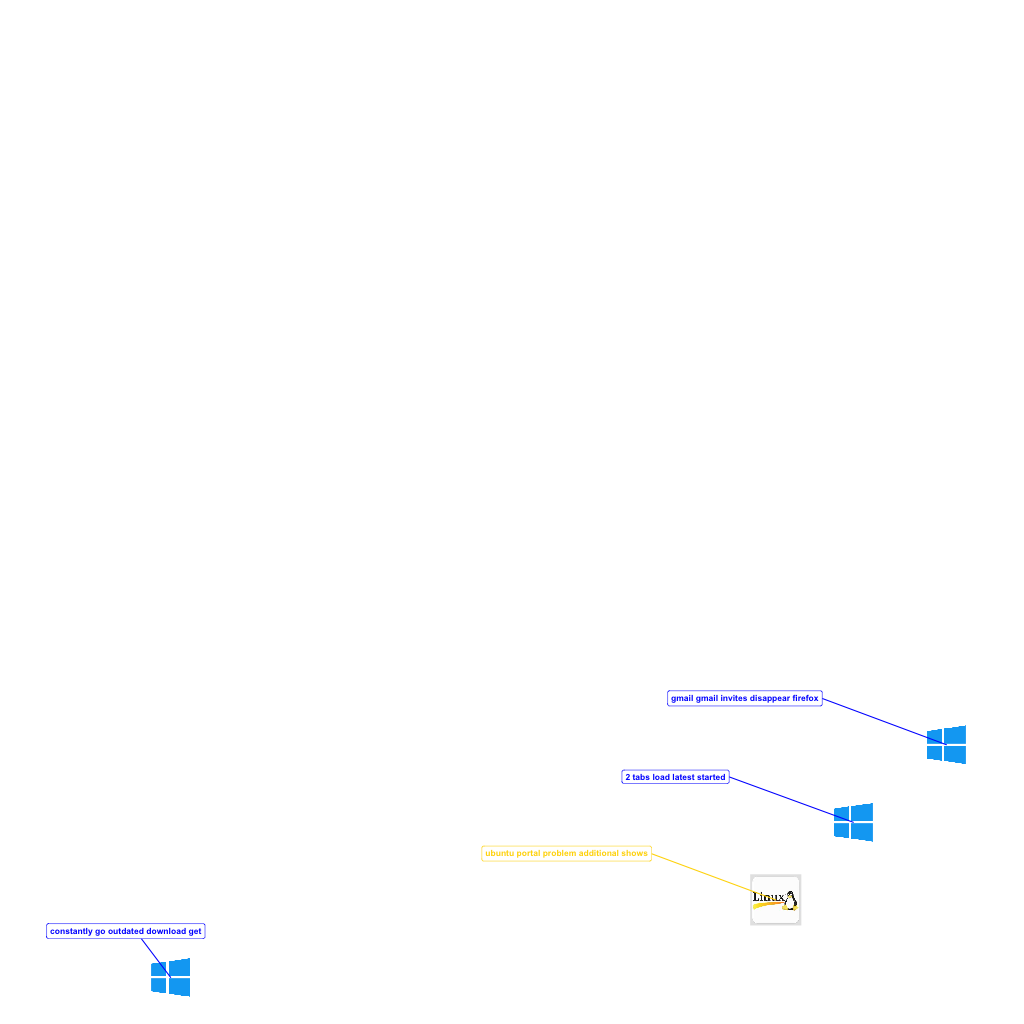 gmail gmail invites disappear firefox
2 tabs load latest started
ubuntu portal problem additional shows
Linux
constantly go outdated download get